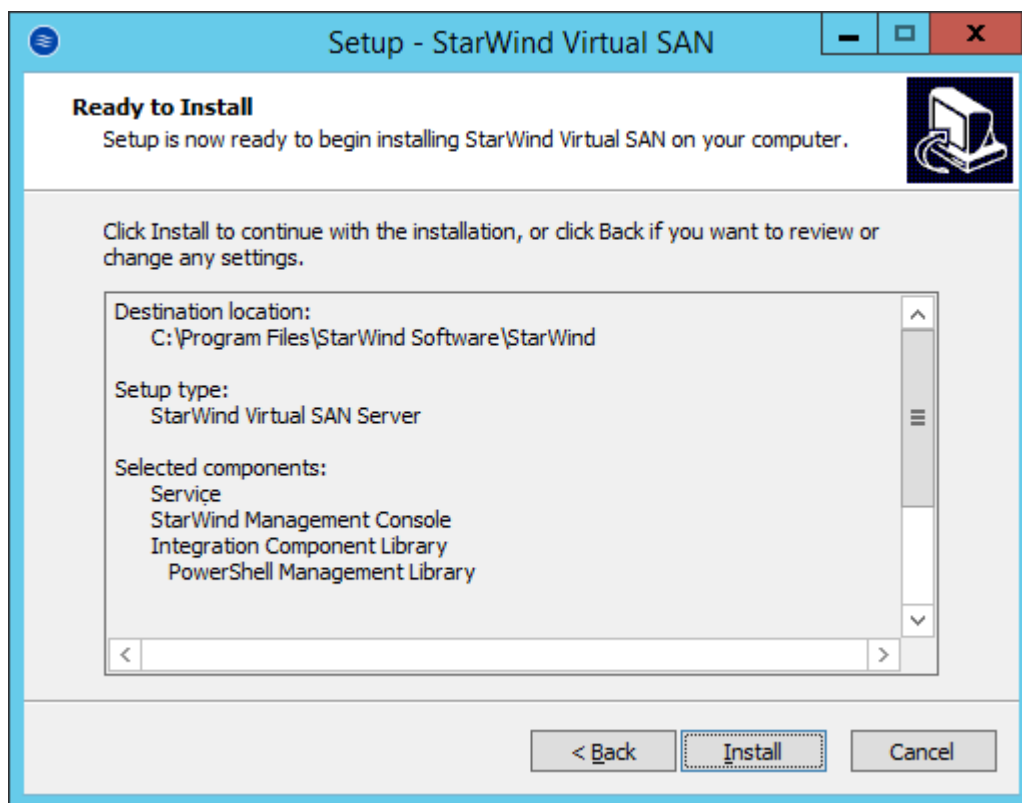 Setup - StarWind Virtual SAN
Ready to Install
Setup is now ready to begin installing StarWind Virtual SAN on your computer.
Click Install to continue with the installation, or click Back if you want to review or
change any settings.
Destination location:
C:\Program Files\StarWind Software\StarWind
Setup type:
StarWind Virtual SAN Server
Selected components:
Service
StarWind Management Console
Integration Component Library
PowerShell Management Library
< Back
Install
Cancel